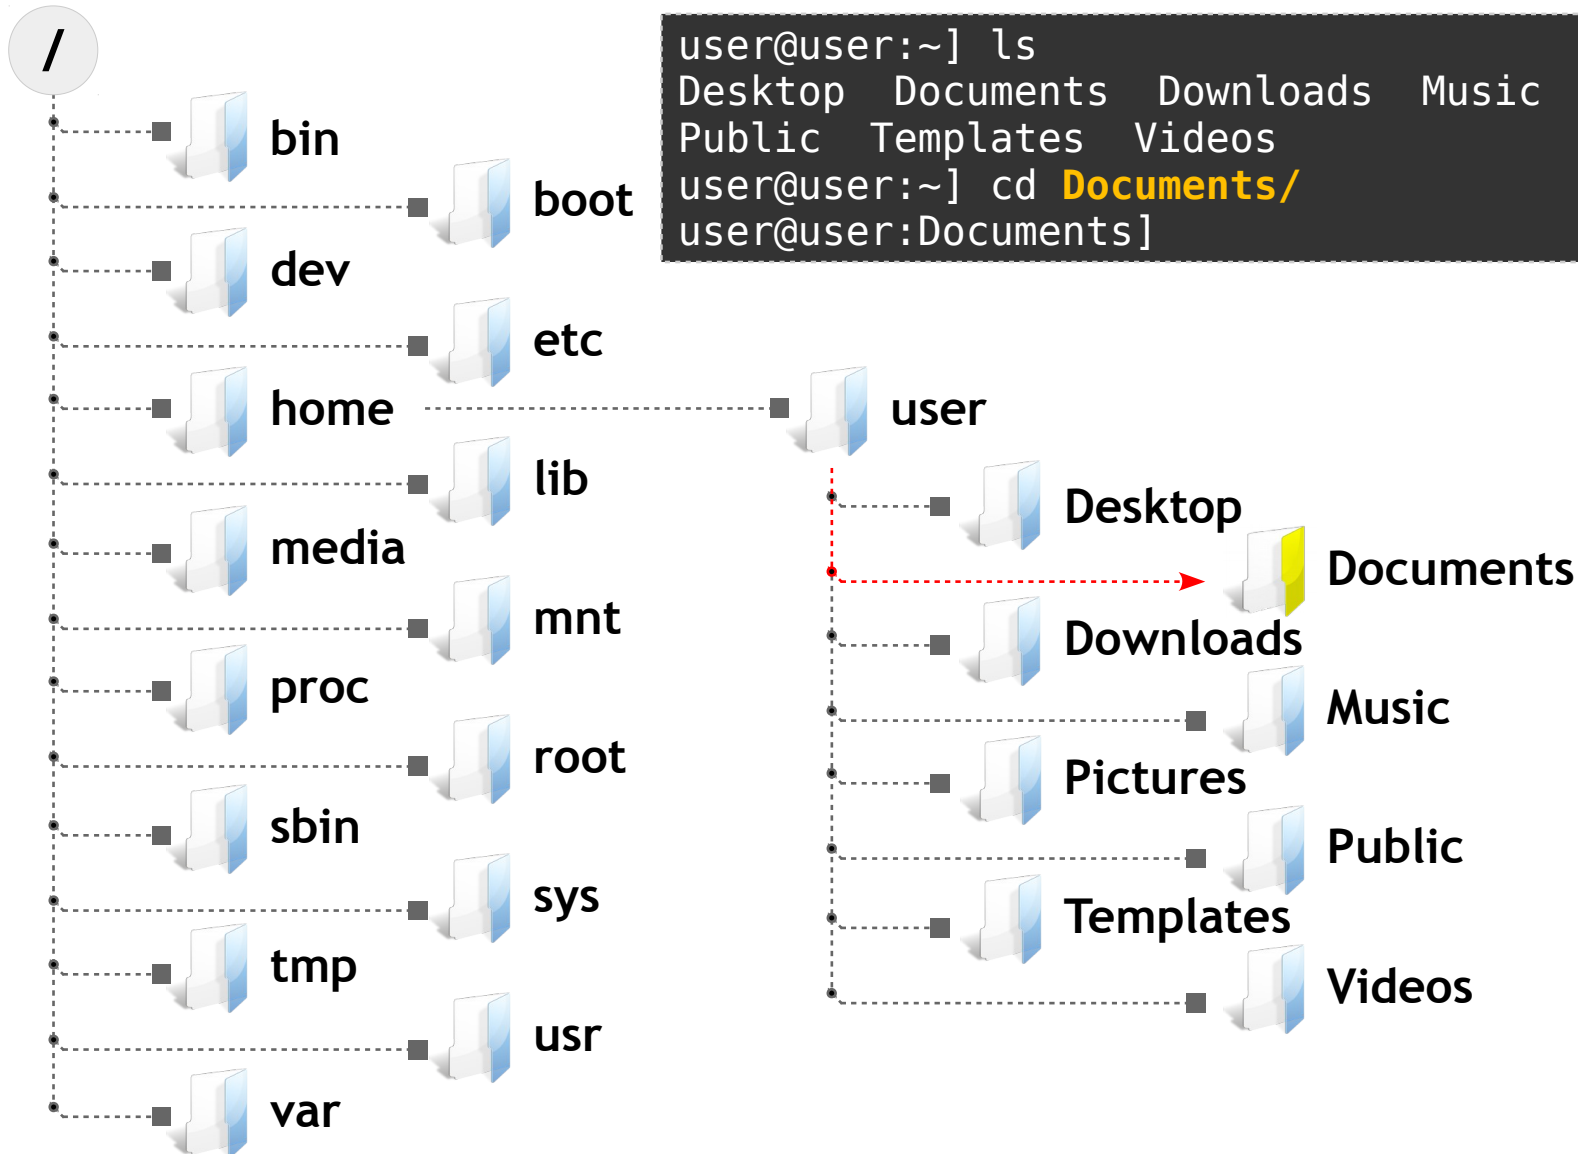 /
user@user:~] ls
Desktop  Documents  Downloads  Music
Public  Templates  Videos
user@user:~] cd Documents/
user@user:Documents]
bin
boot
dev
etc
home
user
lib
Desktop
media
Documents
mnt
Downloads
proc
Music
root
Pictures
sbin
Public
sys
Templates
tmp
Videos
usr
var